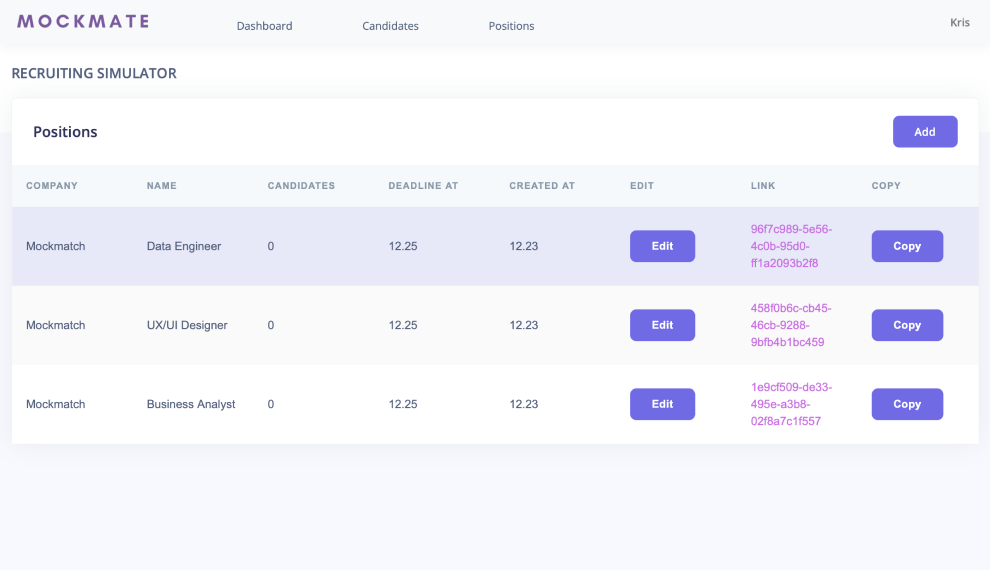 MOCKMATE Dashboard Candidates Positions Kris
RECRUITING SIMULATOR
Positions Add
COMPANY NAME CANDIDATES DEADLINE AT CREATED AT EDIT LINK COPY
Mockmatch Data Engineer 0 12.25 12.23 Edit 96f7c989-5e56-
4c0b-95d0-
ff1a2093b2f8 Copy
Mockmatch UX/UI Designer 0 12.25 12.23 Edit 458f0b6c-cb45-
46cb-9288-
9bfb4b1bc459 Copy
Mockmatch Business Analyst 0 12.25 12.23 Edit 1e9cf509-de33-
495e-a3b8-
02f8a7c1f557 Copy